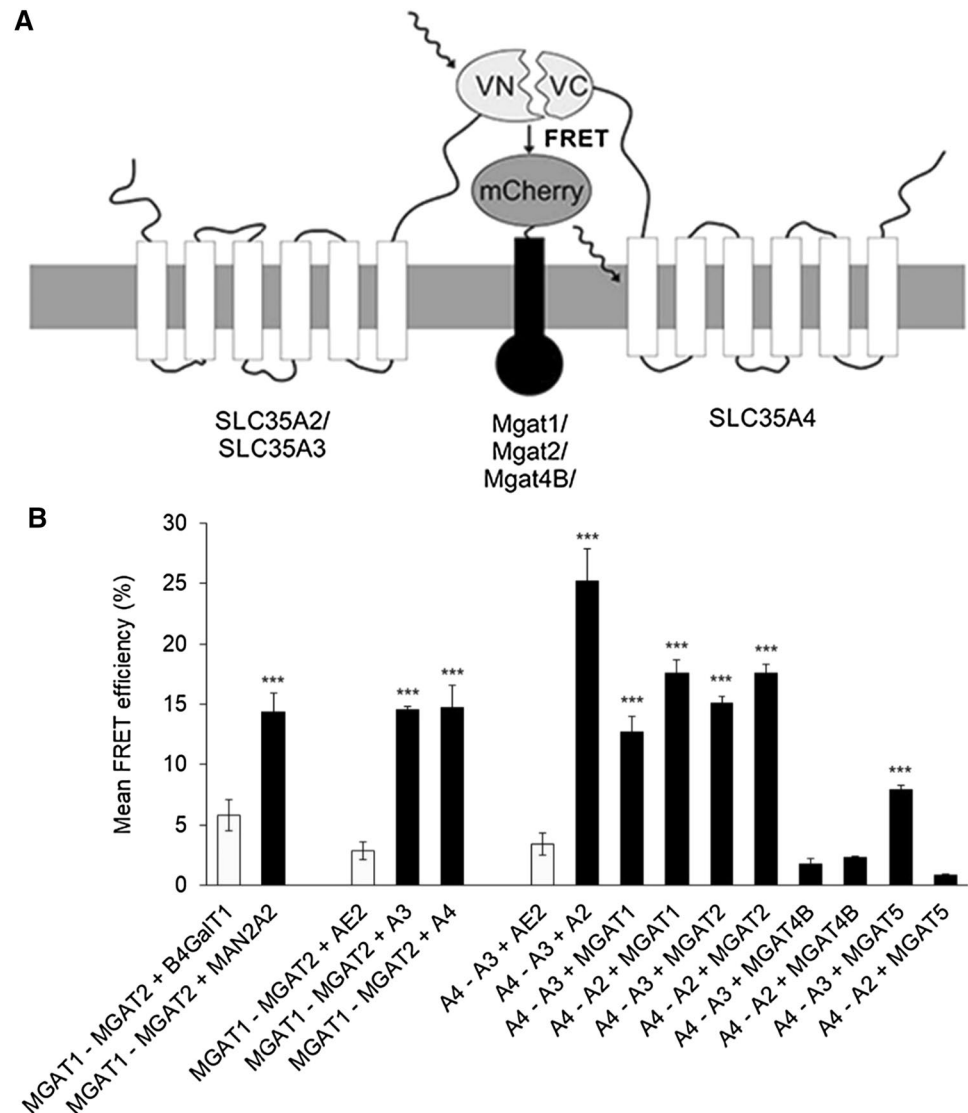 A
VN
VC
FRET
mCherry
SLC35A2/
SLC35A3
Mgat1/
Mgat2/
Mgat4B/
SLC35A4
B
Mean FRET efficiency (%)
30
25
20
15
10
5
0
***
***
***
***
***
***
***
***
***
MGAT1 - MGAT2 + B4GalT1
MGAT1 - MGAT2 + MAN2A2
MGAT1 - MGAT2 + AE2
MGAT1 - MGAT2 + A3
MGAT1 - MGAT2 + A4
A4 - A3 + AE2
A4 - A3 + A2
A4 - A3 + MGAT1
A4 - A2 + MGAT1
A4 - A3 + MGAT2
A4 - A2 + MGAT2
A4 - A3 + MGAT4B
A4 - A2 + MGAT4B
A4 - A3 + MGAT5
A4 - A2 + MGAT5